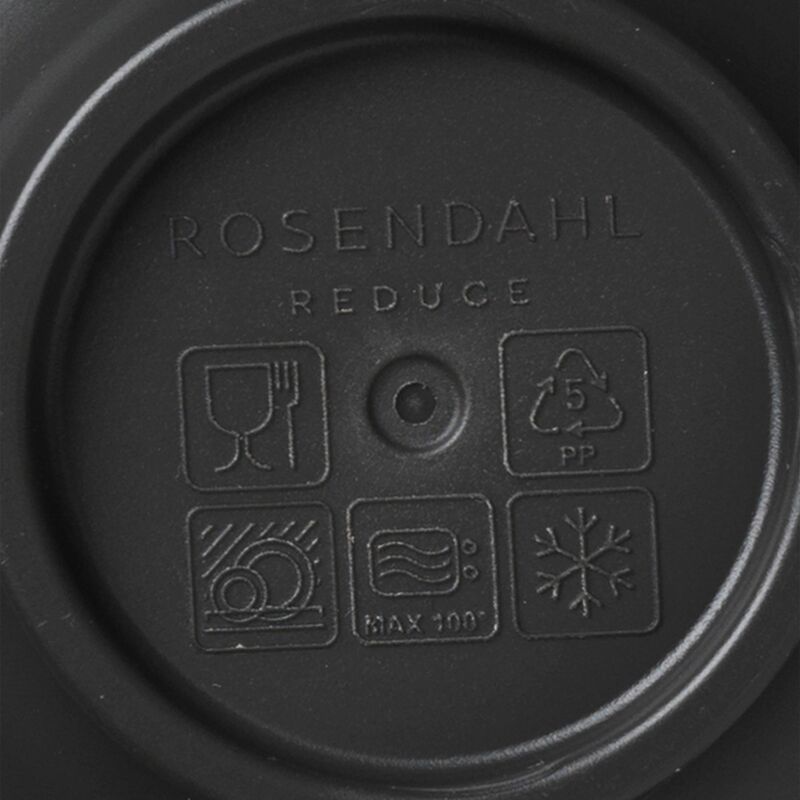 ROSENDAHL
REDUCE
5
PP
MAX 100°